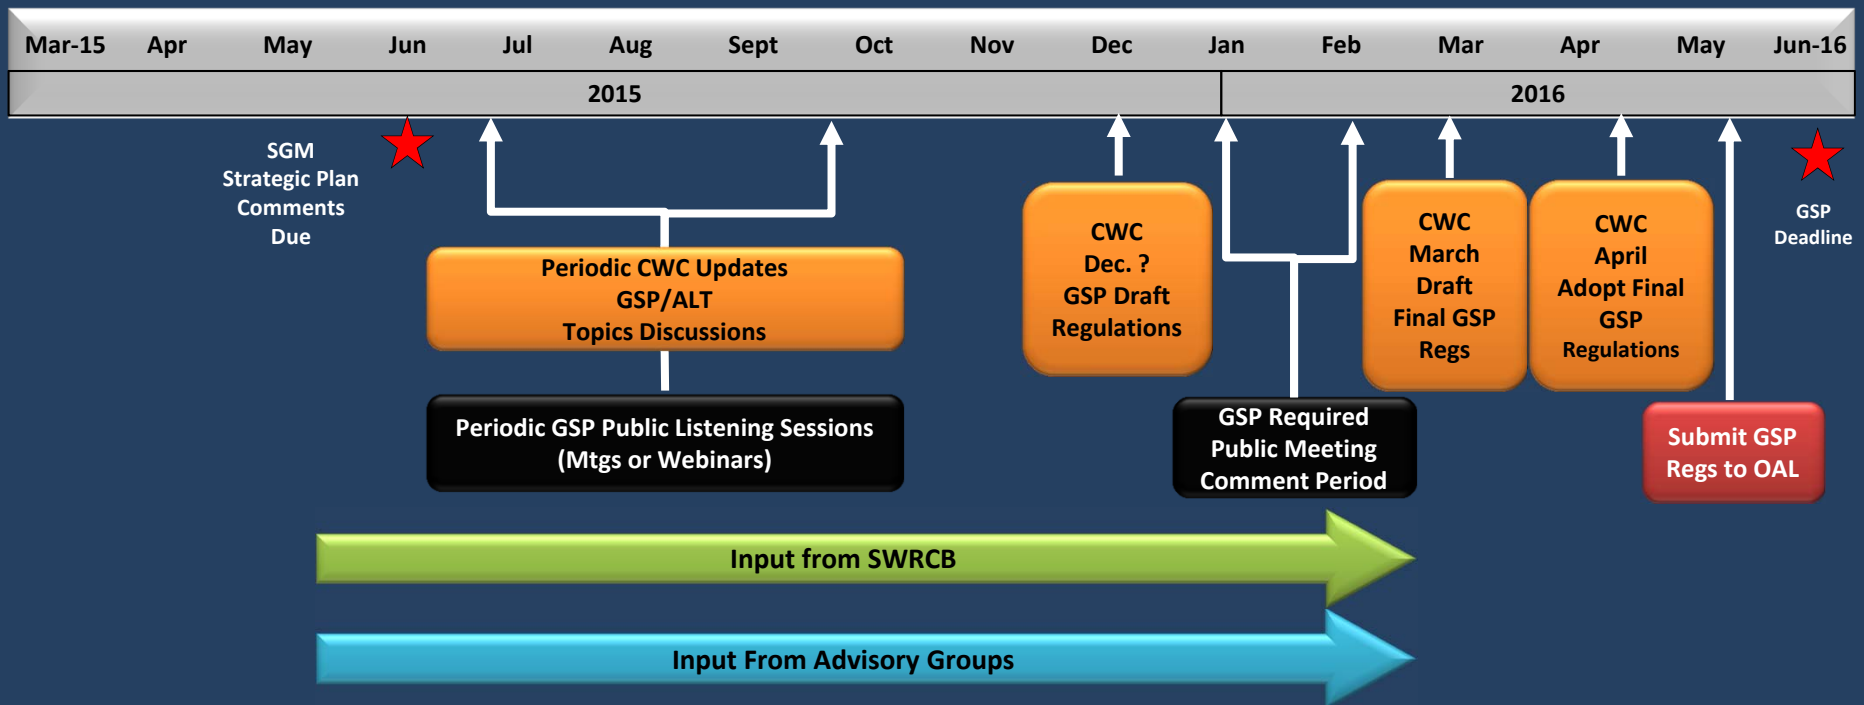 Mar-15 Apr May Jun Jul Aug Sept Oct Nov Dec Jan Feb Mar Apr May Jun-16
2015 2016
SGM
Strategic Plan
Comments
Due
Periodic CWC Updates
GSP/ALT
Topics Discussions
Periodic GSP Public Listening Sessions
(Mtgs or Webinars)
CWC
Dec. ?
GSP Draft
Regulations
GSP Required
Public Meeting
Comment Period
CWC
March
Draft
Final GSP
Regs
CWC
April
Adopt Final
GSP
Regulations
Submit GSP
Regs to OAL
GSP
Deadline
Input from SWRCB
Input From Advisory Groups